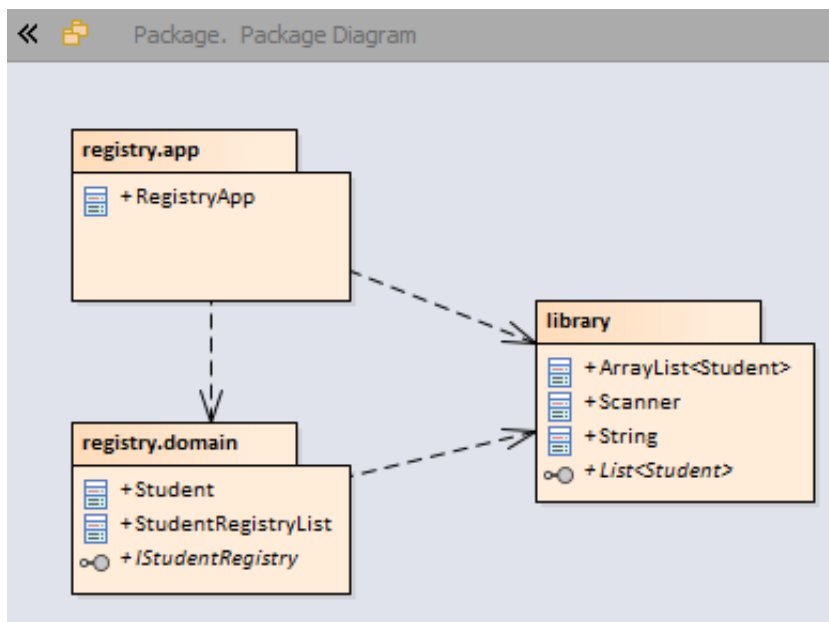 Package. Package Diagram
registry.app
+RegistryApp
library
+ArrayList<Student>
+Scanner
+String
+List<Student>
registry.domain
+Student
+StudentRegistryList
+IStudentRegistry